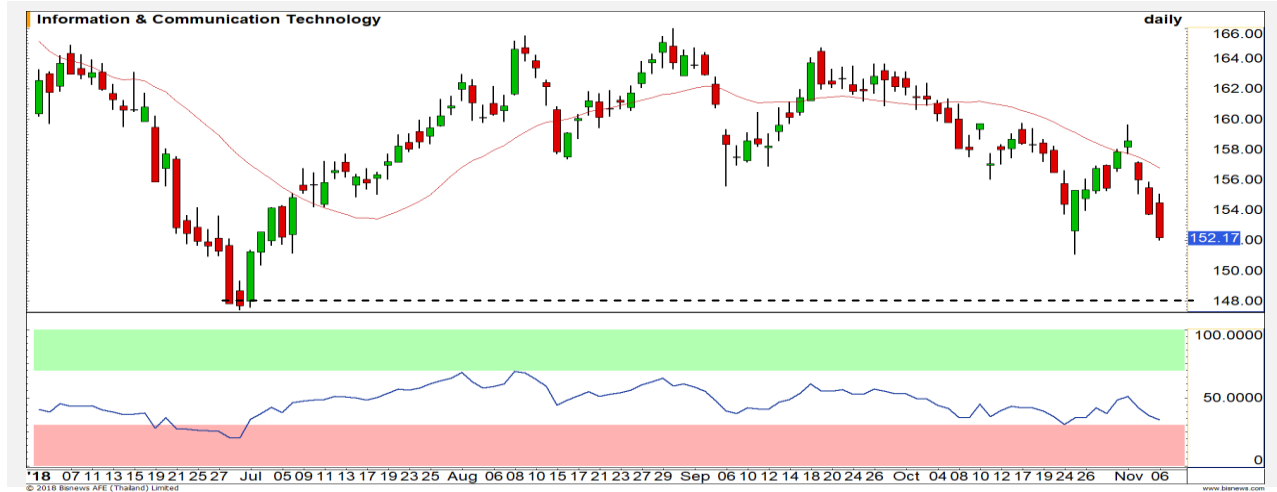 Information & Communication Technology
daily
166.00
164.00
162.00
160.00
158.00
156.00
154.00
152.17 .00
150.00
148.00
100.0000
50.0000
0
'18 07 11 13 15 19 21 25 27 Jul 05 09 11 13 17 19 23 25 Aug 06 08 10 15 17 21 23 27 29 Sep 06 10 12 14 18 20 24 26 Oct 04 08 10 12 17 19 24 26 Nov 06
© 2018 Bisnews AFE (Thailand) Limited
www.bisnews.com